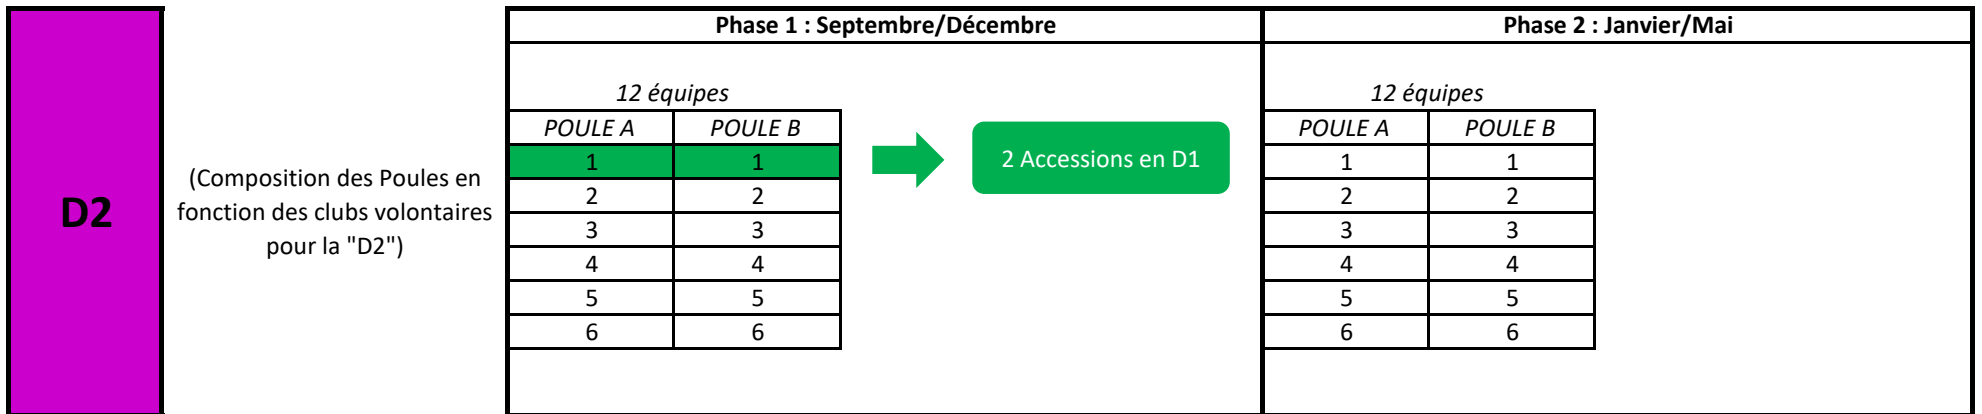 D2
(Composition des Poules en
fonction des clubs volontaires
pour la "D2")
Phase 1 : Septembre/Décembre
12 équipes
POULE A POULE B
1 1
2 2
3 3
4 4
5 5
6 6
2 Accessions en D1
Phase 2 : Janvier/Mai
12 équipes
POULE A POULE B
1 1
2 2
3 3
4 4
5 5
6 6